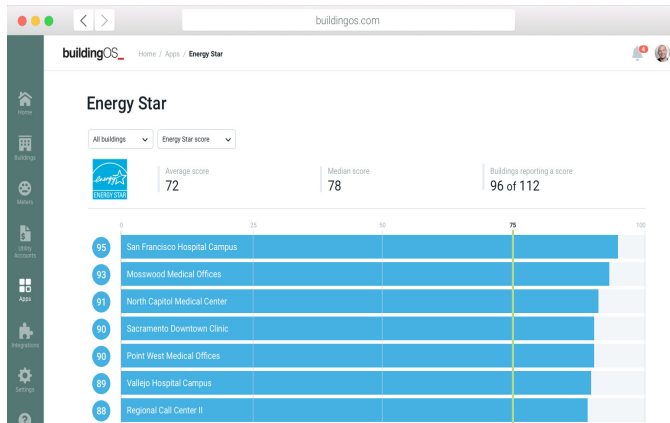 buildingos.com
buildingOS_
Home / Apps / Energy Star
4
Home
Buildings
Meters
Utility Accounts
Apps
Integrations
Settings
?
Energy Star
All buildings
Energy Star score
energy
ENERGY STAR
Average score
72
Median score
78
Buildings reporting a score
96 of 112
0 25 50 75 100
95 San Francisco Hospital Campus
93 Mosswood Medical Offices
91 North Capitol Medical Center
90 Sacramento Downtown Clinic
90 Point West Medical Offices
89 Vallejo Hospital Campus
88 Regional Call Center II